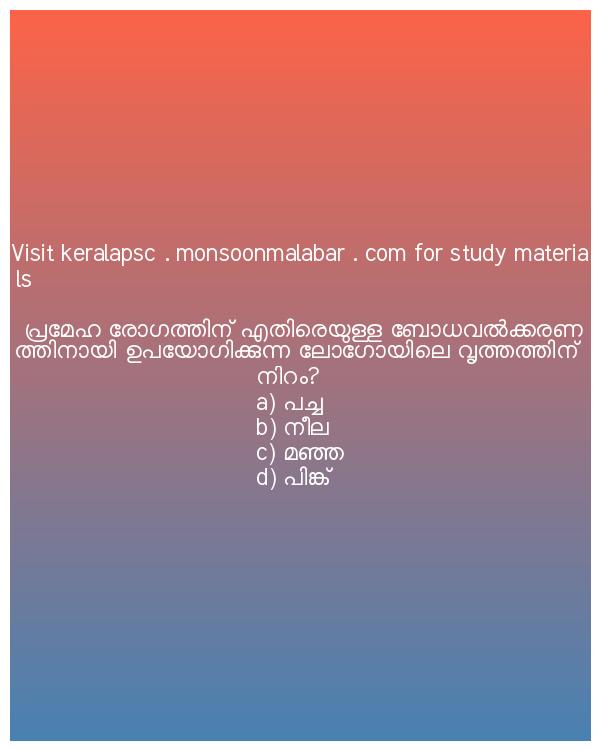 Visit keralapsc . monsoonmalabar . com for study materia
ls
പ്രമേഹ രോഗത്തിന് എതിരെയുള്ള ബോധവൽക്കരണ
ത്തിനായി ഉപയോഗിക്കുന്ന ലോഗോയിലെ വൃത്തത്തിന്
നിറം?
a) പച്ച
b) നീല
c) മഞ്ഞ
d) പിങ്ക്